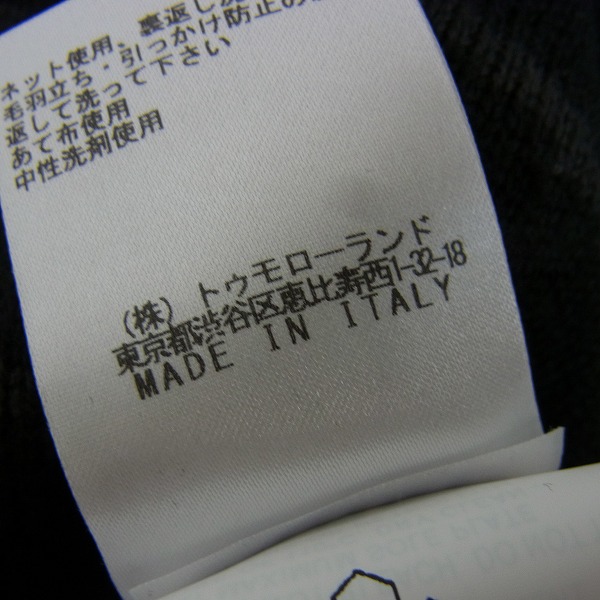 ネット使用、裏返し洗
毛羽立ち・引っかけ防止の
返して洗って下さい
あて布使用
中性洗剤使用
(株) トゥモローランド
東京都渋谷区恵比寿西1-32-18
MADE IN ITALY